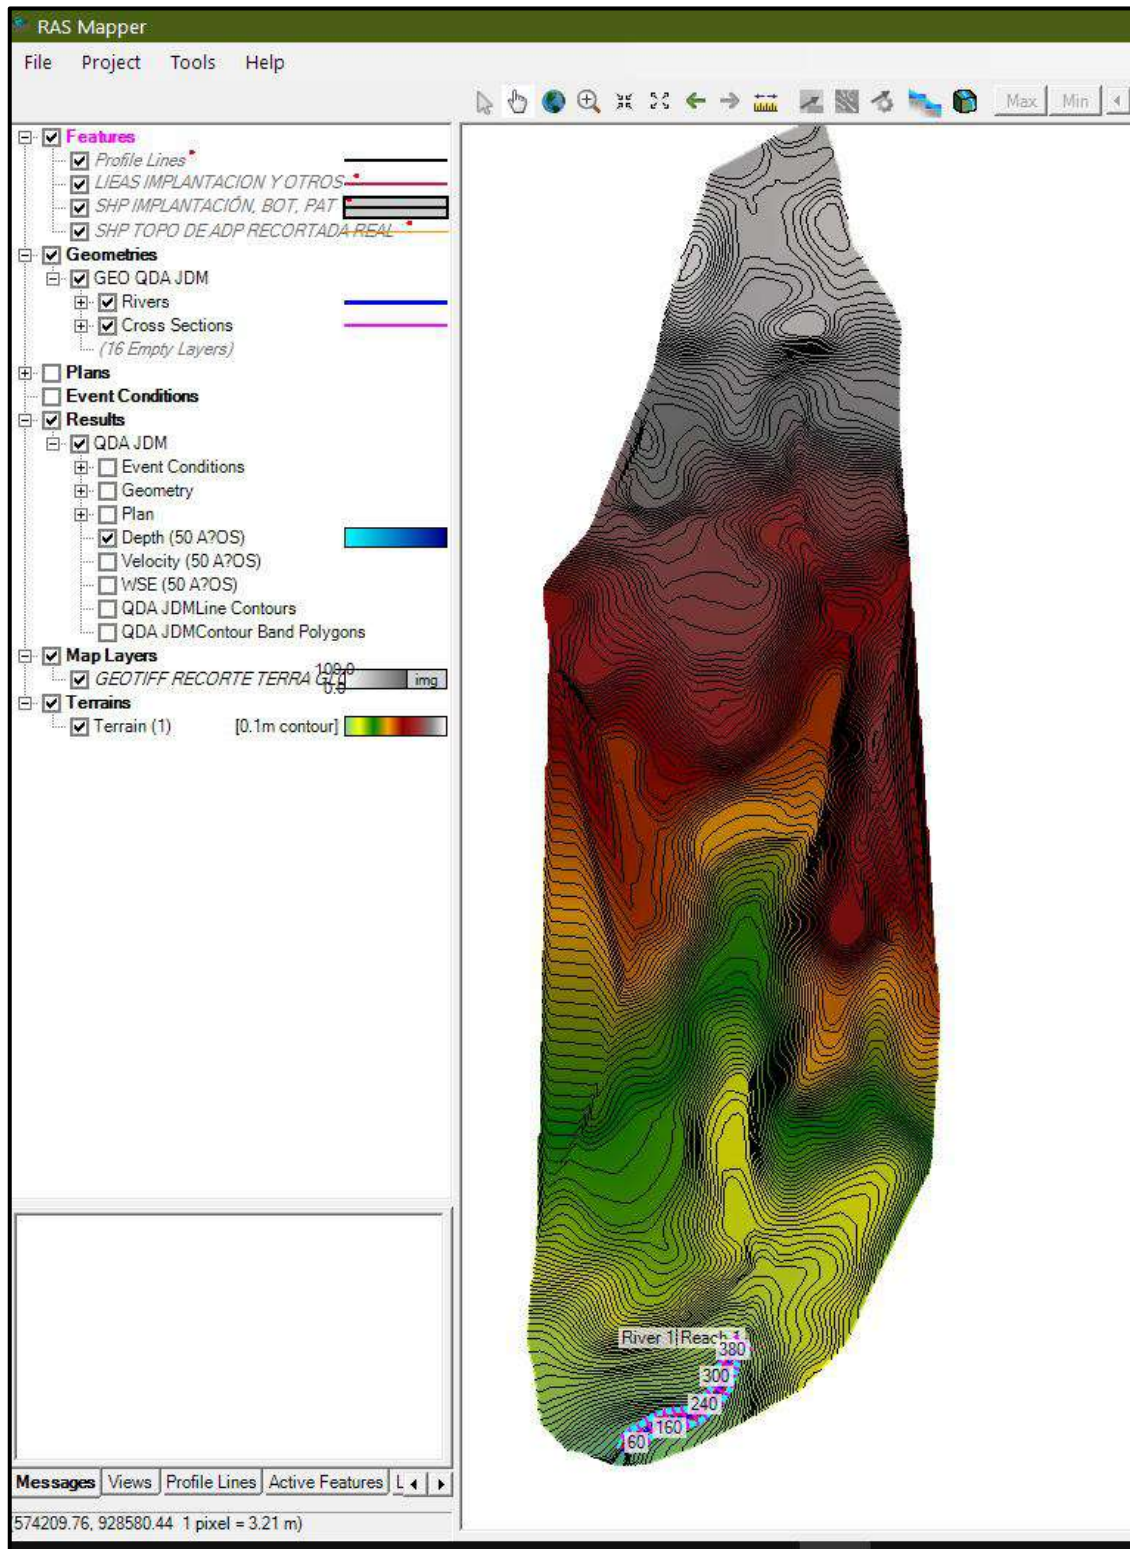 RAS Mapper
File Project Tools Help
Max Min
Features
Profile Lines
LIEAS IMPLANTACION Y OTROS
SHP IMPLANTACIÓN, BOT, PAT
SHP TOPO DE ADP RECORTADA REAL
Geometries
GEO QDA JDM
Rivers
Cross Sections
(16 Empty Layers)
Plans
Event Conditions
Results
QDA JDM
Event Conditions
Geometry
Plan
Depth (50 A?OS)
Velocity (50 A?OS)
WSE (50 A?OS)
QDA JDMLine Contours
QDA JDMContour Band Polygons
Map Layers
GEOTIFF RECORTE TERRA 100.0 0.0 img
Terrains
Terrain (1) [0.1m contour]
River 1 Reach 1
380
300
240
160
60
Messages Views Profile Lines Active Features L
574209.76, 928580.44 1 pixel = 3.21 m)